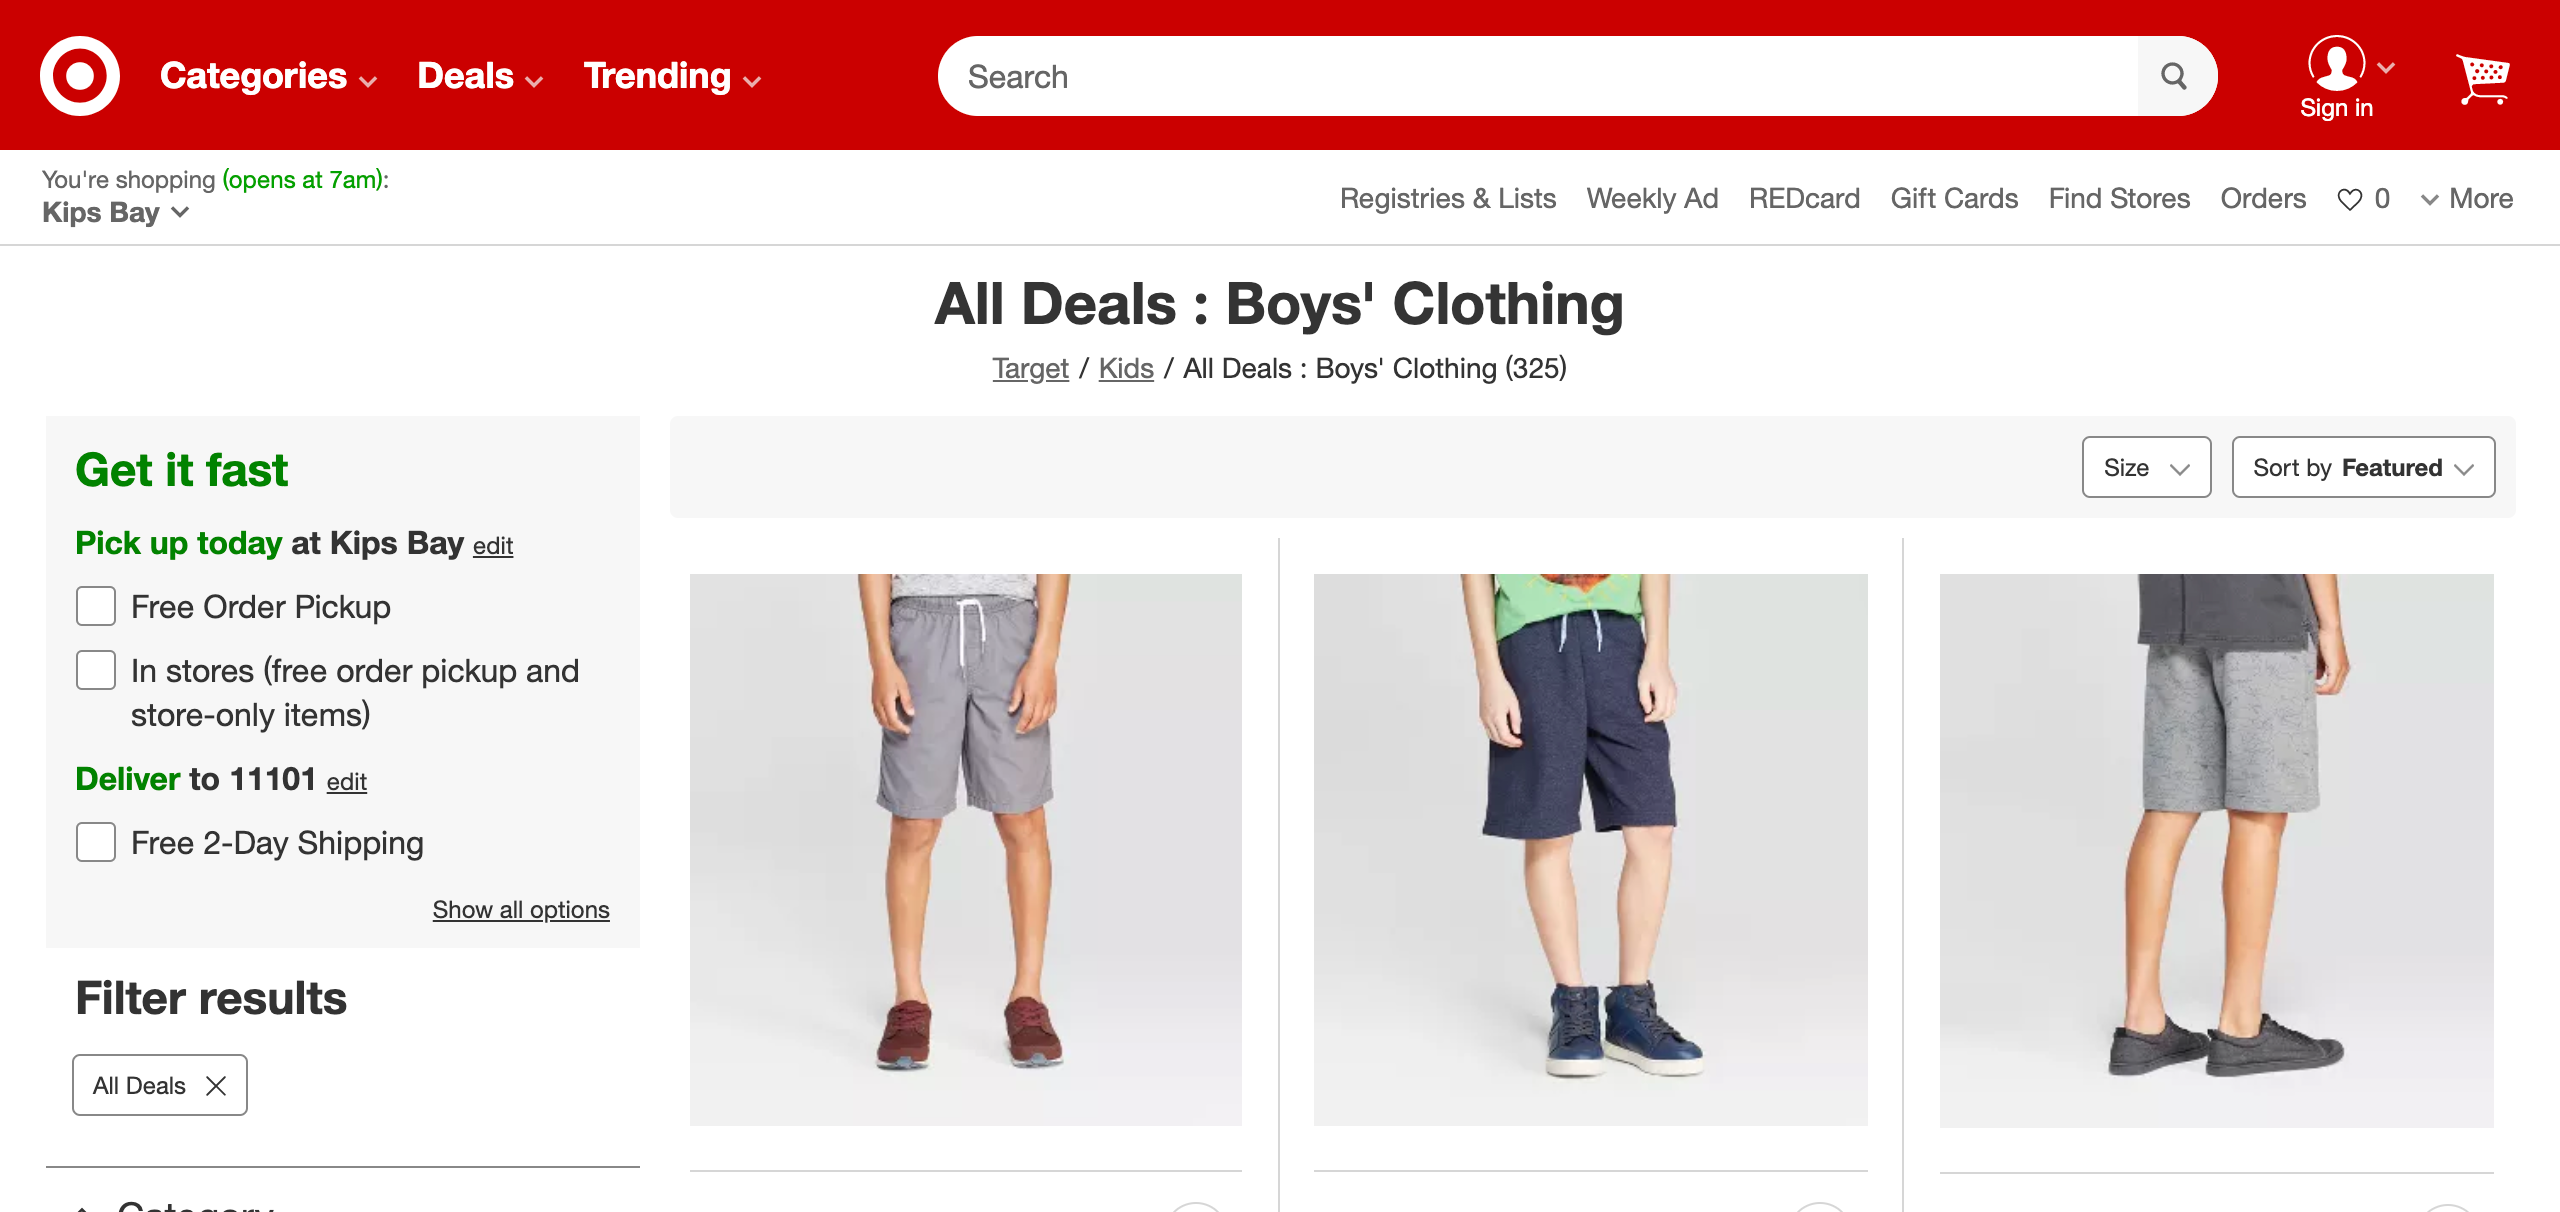 Categories Deals Trending Search Sign in
You're shopping (opens at 7am):
Kips Bay
Registries & Lists Weekly Ad REDcard Gift Cards Find Stores Orders 0 More
All Deals : Boys' Clothing
Target / Kids / All Deals : Boys' Clothing (325)
Get it fast
Size Sort by Featured
Pick up today at Kips Bay edit
Free Order Pickup
In stores (free order pickup and
store-only items)
Deliver to 11101 edit
Free 2-Day Shipping
Show all options
Filter results
All Deals
Category